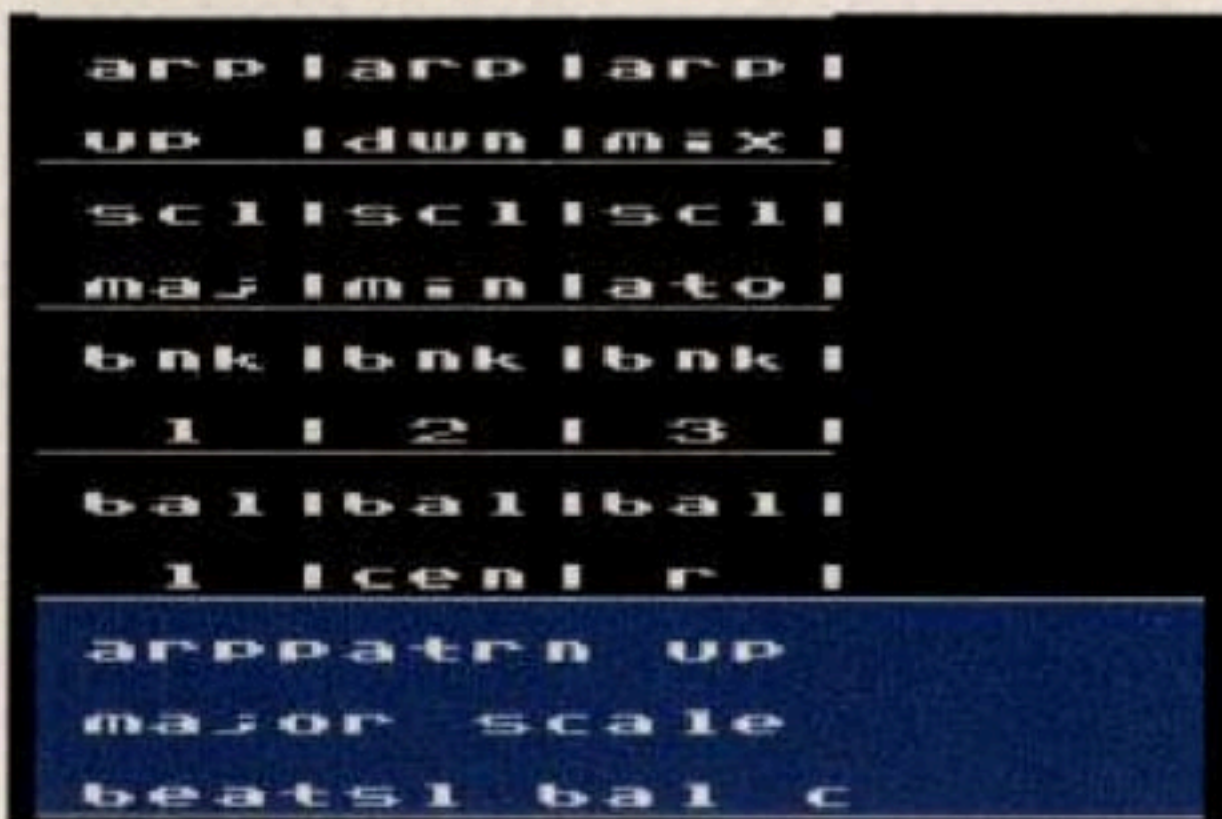 arp|arp|arp|
up |dwn|mix|
scl|scl|scl|
maj|min|ato|
bnk|bnk|bnk|
1 | 2 | 3 |
bal|bal|bal|
l |cen| r |
arppatrn up
major scale
beats1 bal c